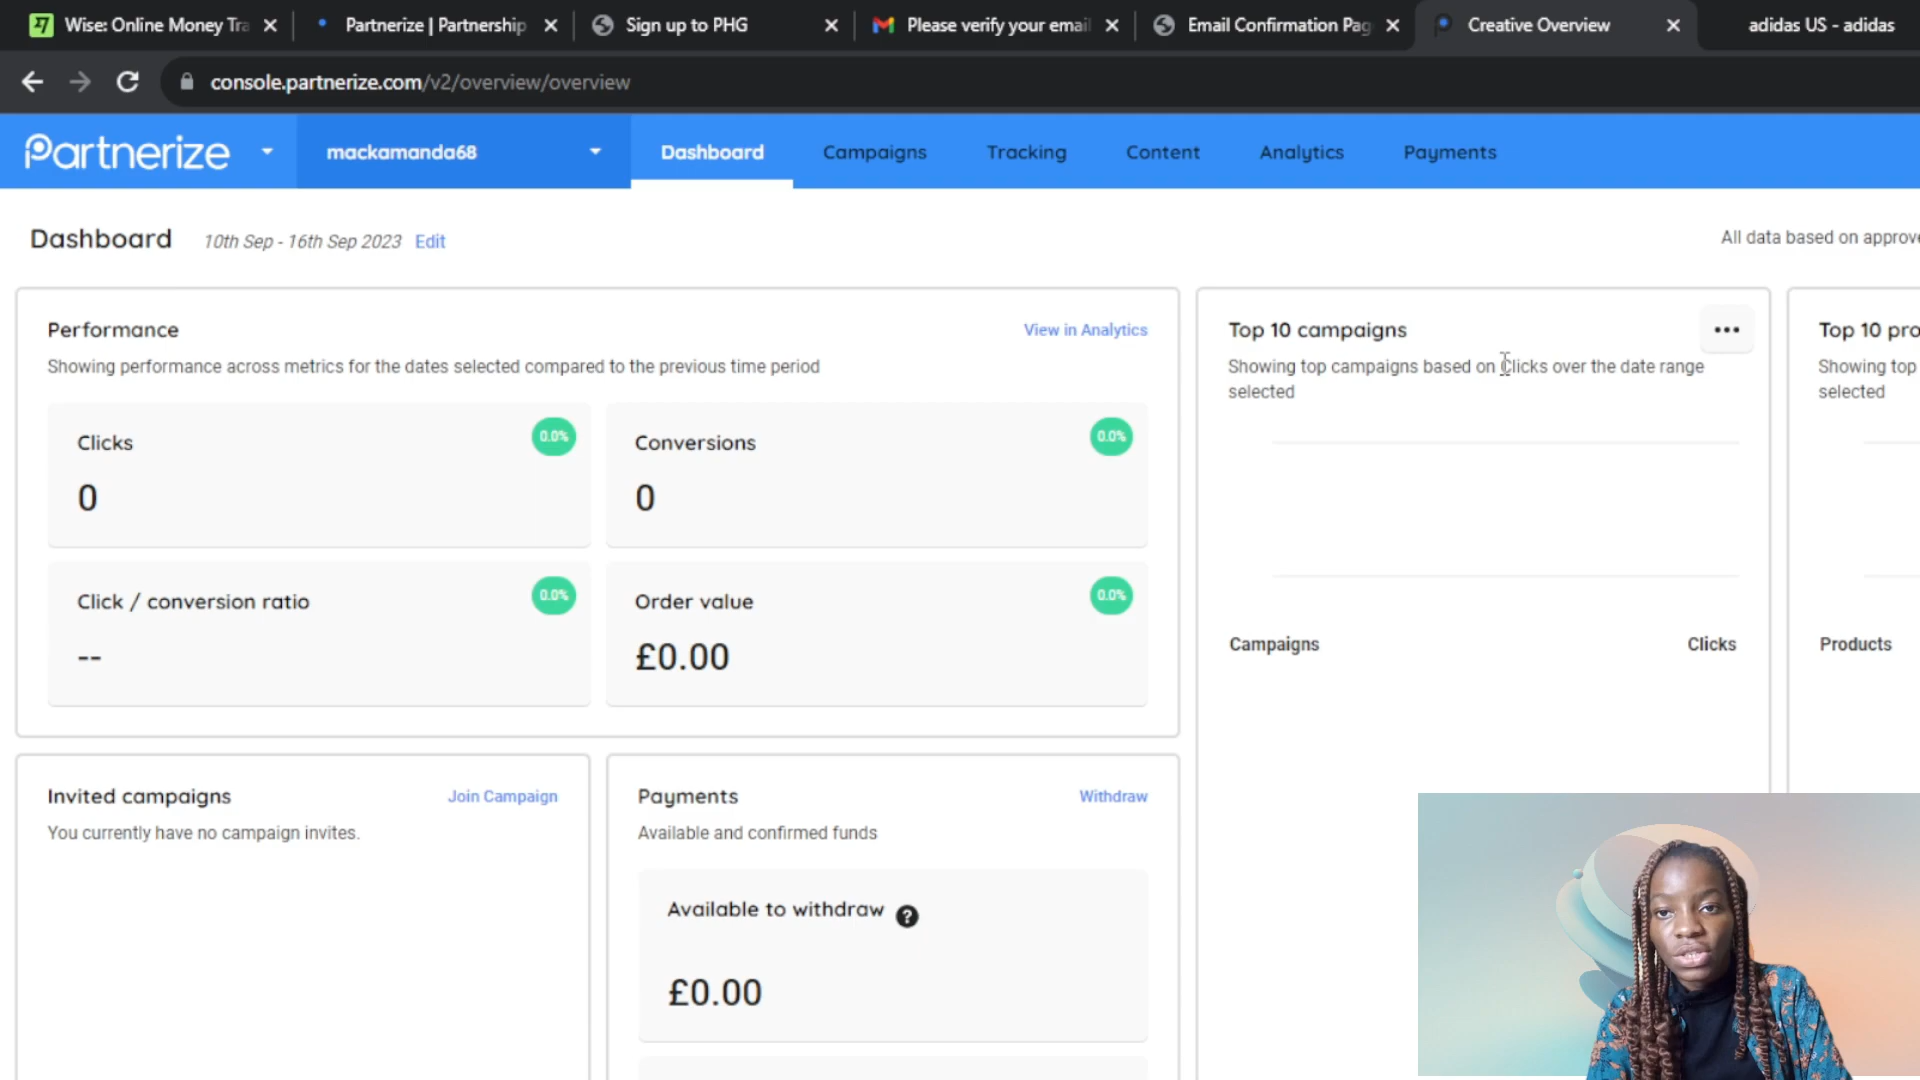 Wise: Online Money Tra
Partnerize | Partnership
Sign up to PHG
Please verify your email
Email Confirmation Pag
Creative Overview
adidas US - adidas
console.partnerize.com/v2/overview/overview
Partnerize
mackamanda68
Dashboard
Campaigns
Tracking
Content
Analytics
Payments
Dashboard
10th Sep - 16th Sep 2023
Edit
All data based on approve
Performance
View in Analytics
Showing performance across metrics for the dates selected compared to the previous time period
Clicks
0.0%
0
Conversions
0.0%
0
Click / conversion ratio
0.0%
--
Order value
0.0%
£0.00
Top 10 campaigns
Showing top campaigns based on Clicks over the date range
selected
Campaigns
Clicks
Top 10 pro
Showing top
selected
Products
Invited campaigns
Join Campaign
You currently have no campaign invites.
Payments
Withdraw
Available and confirmed funds
Available to withdraw ?
£0.00